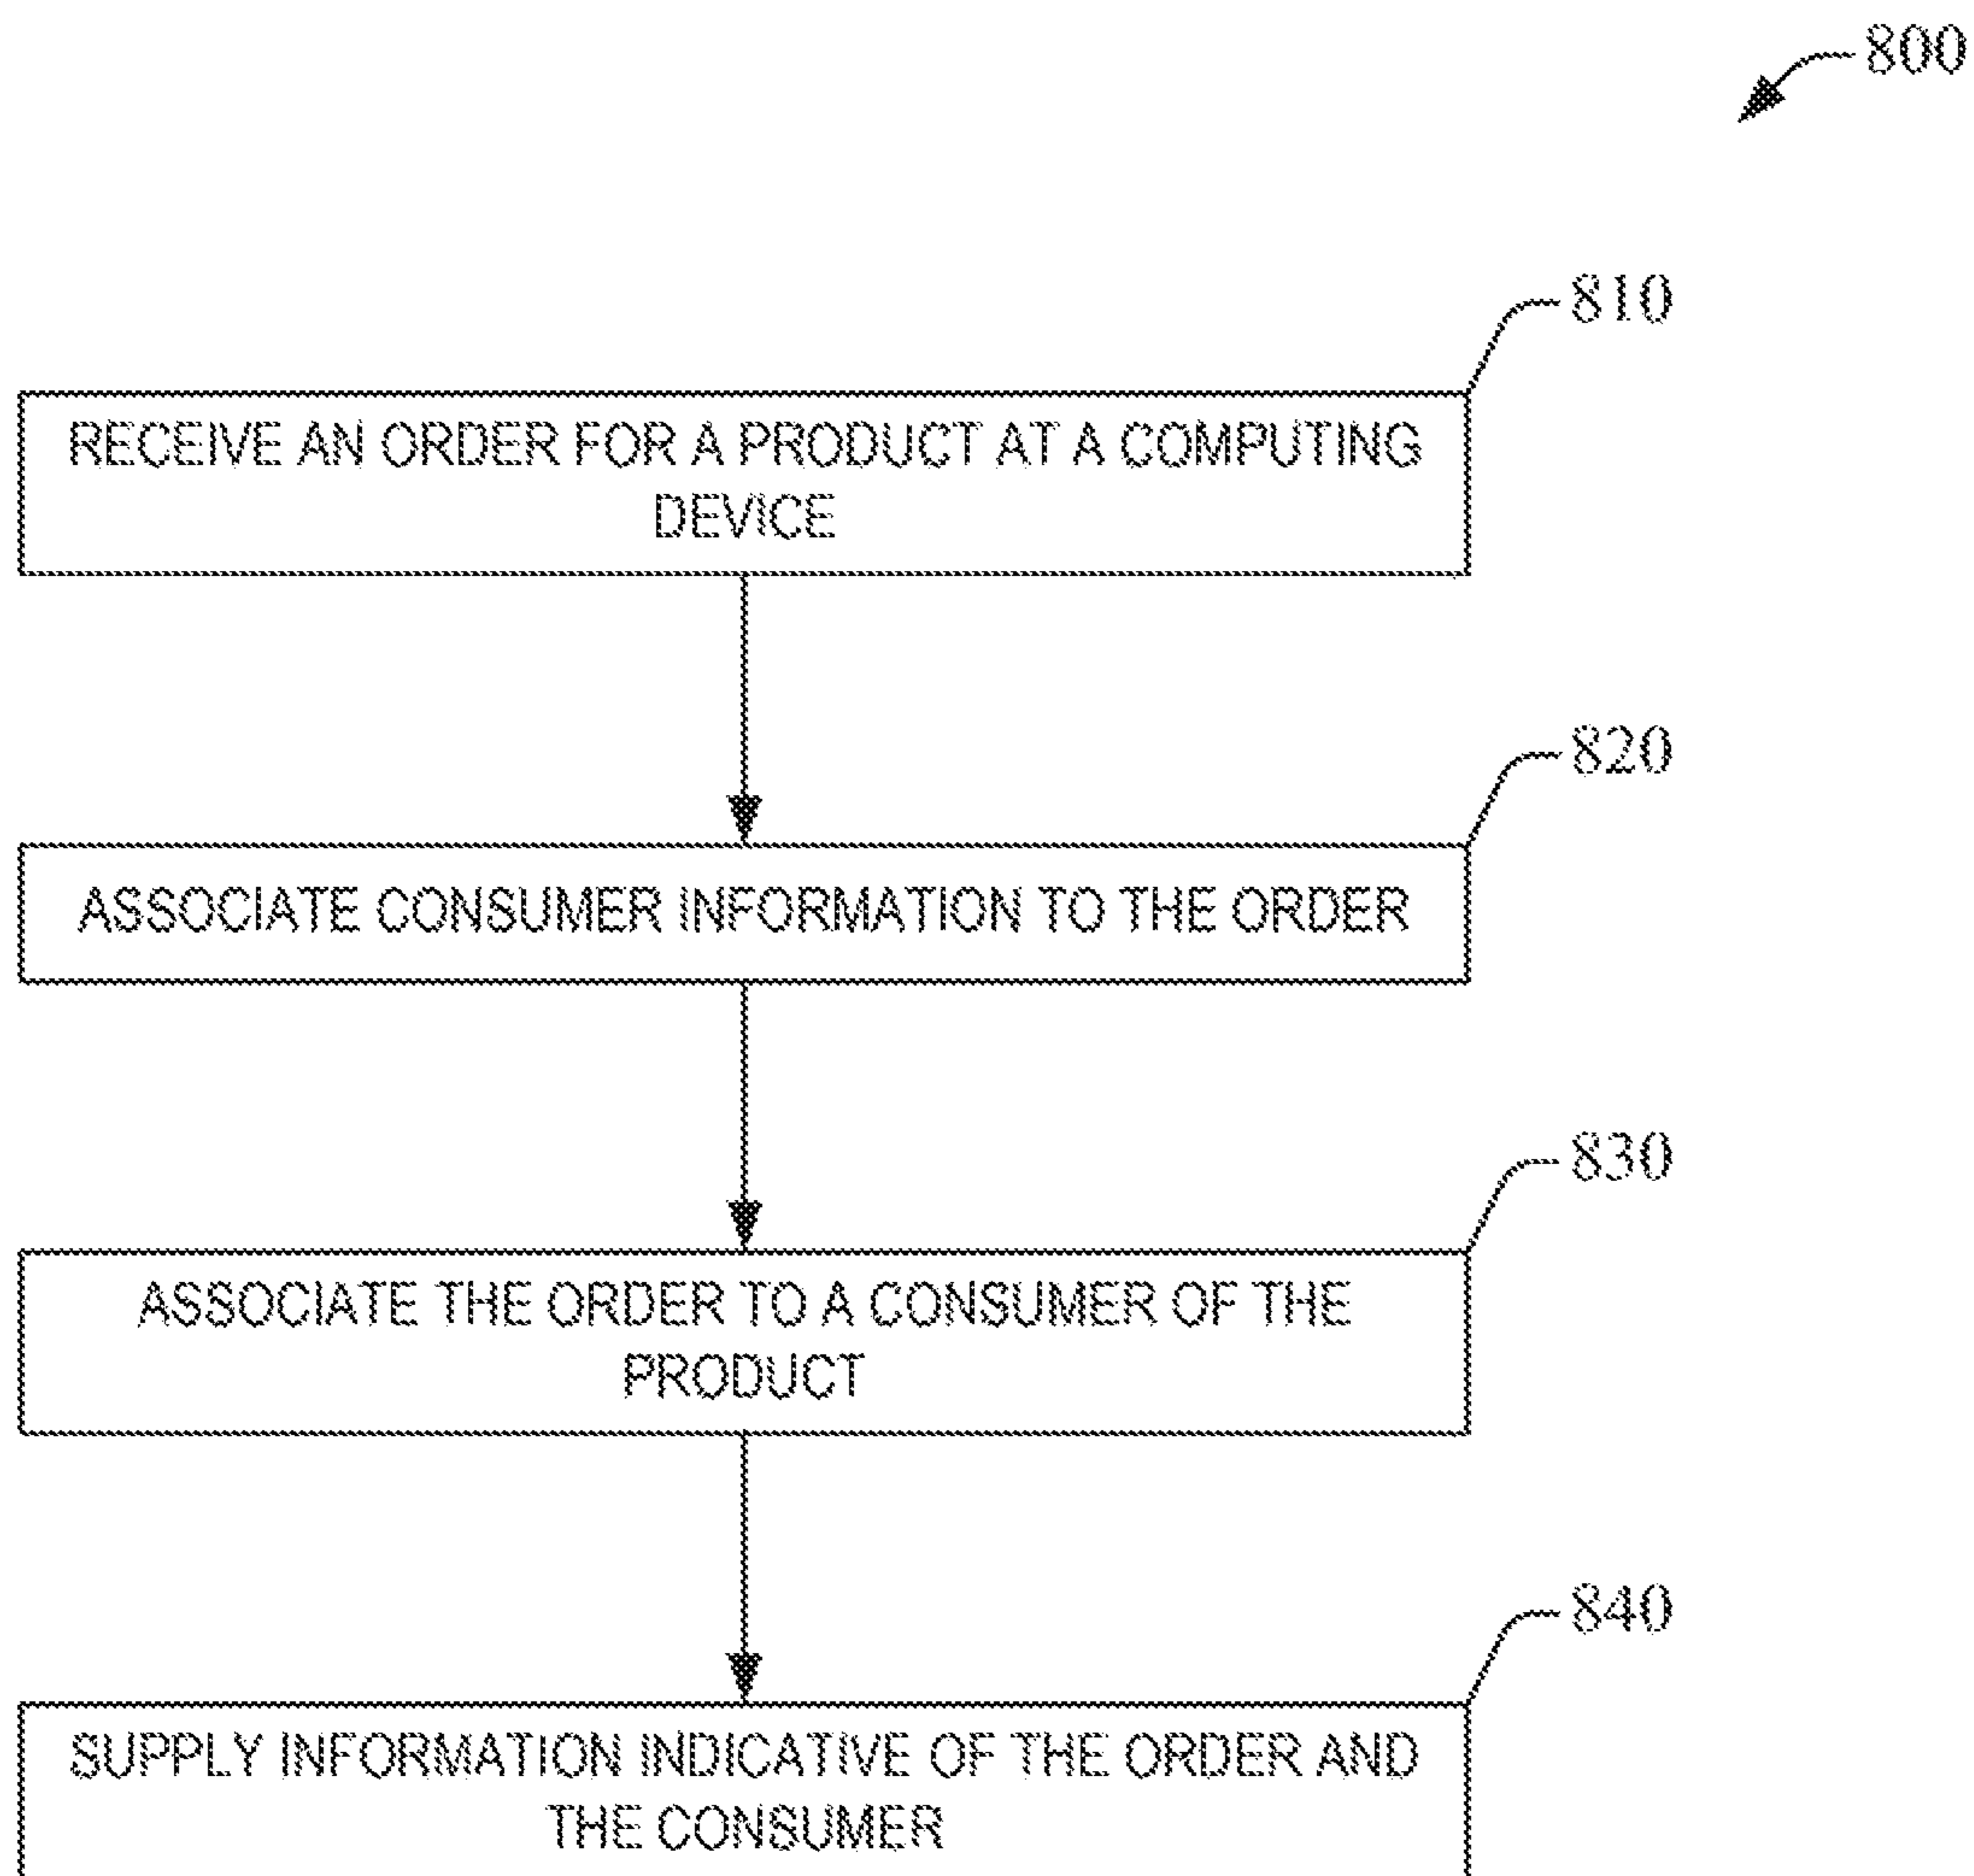 800
810
RECEIVE AN ORDER FOR A PRODUCT AT A COMPUTING
DEVICE
820
ASSOCIATE CONSUMER INFORMATION TO THE ORDER
830
ASSOCIATE THE ORDER TO A CONSUMER OF THE
PRODUCT
840
SUPPLY INFORMATION INDICATIVE OF THE ORDER AND
THE CONSUMER